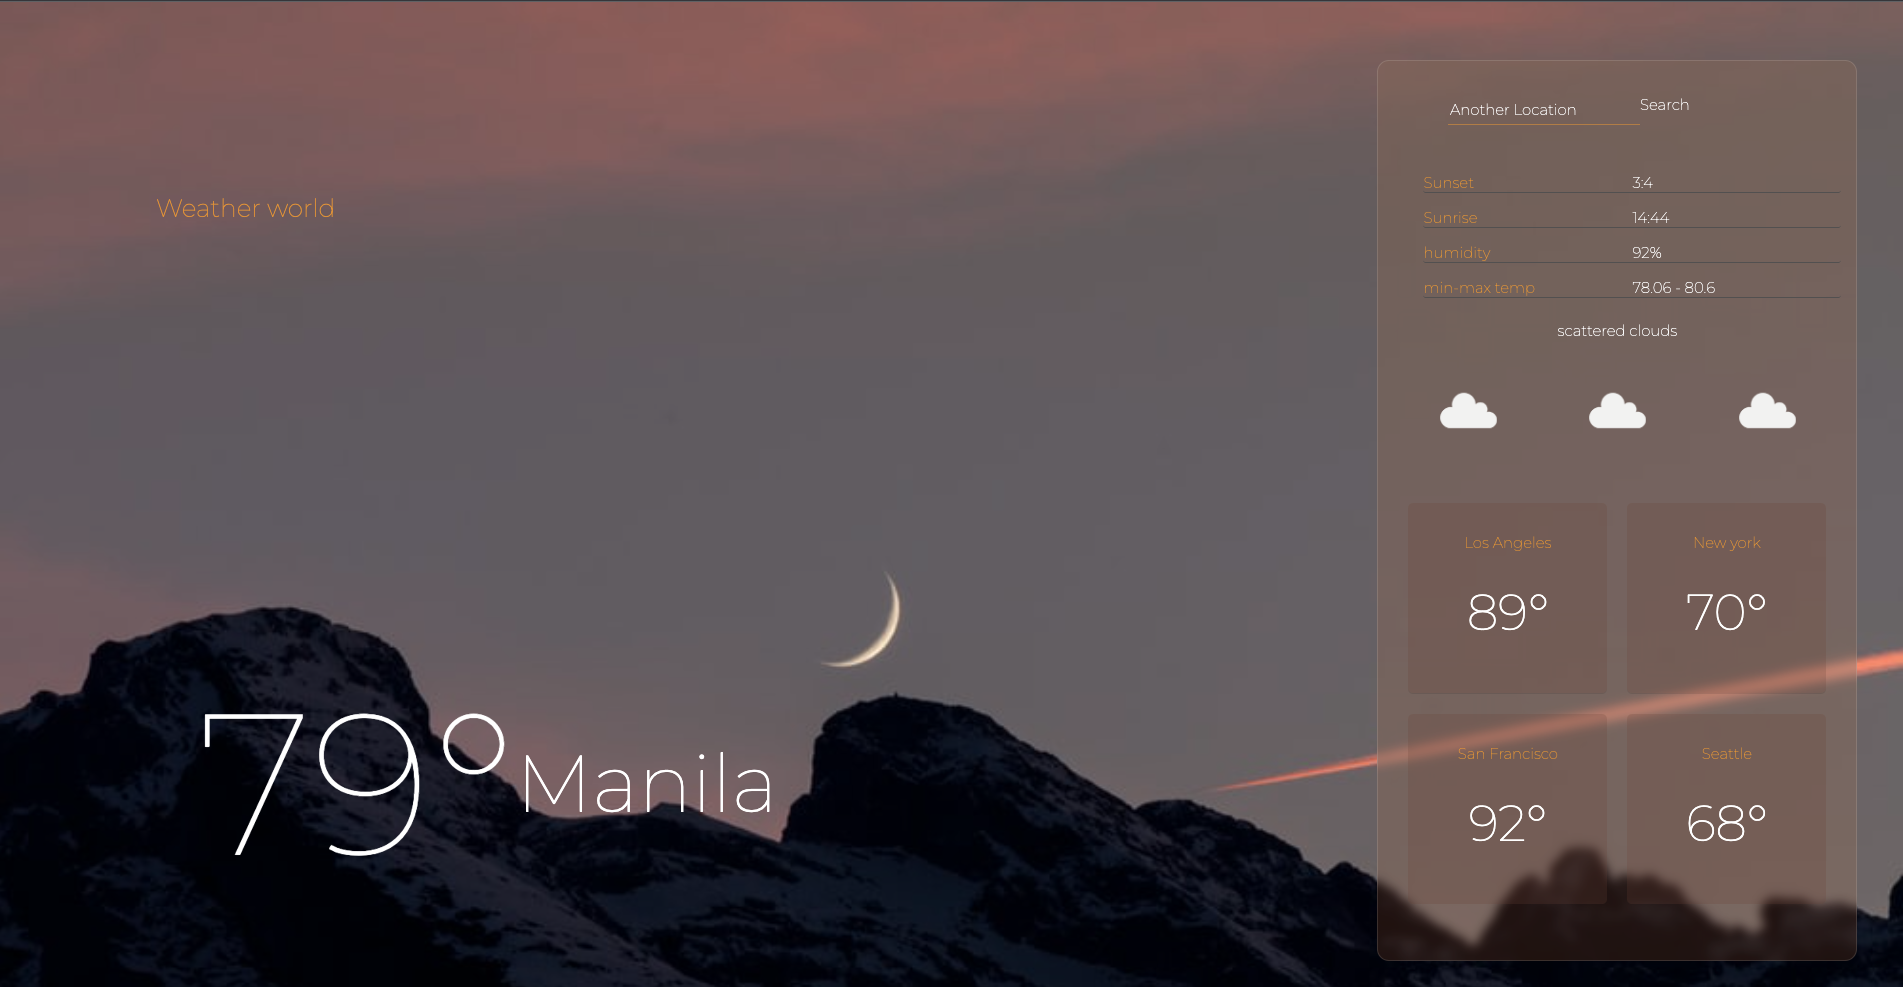 Weather world
79° Manila
Another Location Search
Sunset 3:4
Sunrise 14:44
humidity 92%
min-max temp 78.06 - 80.6
scattered clouds
Los Angeles
89°
New york
70°
San Francisco
92°
Seattle
68°